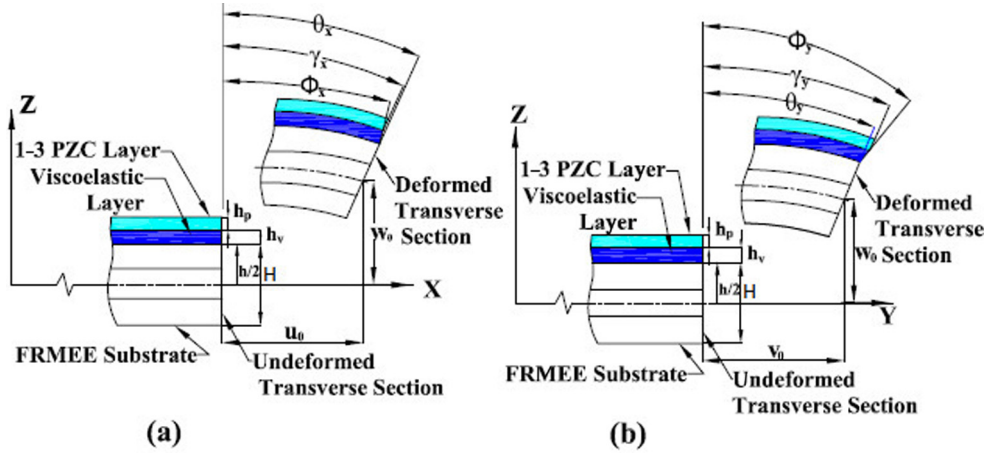 θx
γx
Φx
Z
1-3 PZC Layer
Viscoelastic
Layer
hp
hv
h/2
H
W₀
Deformed
Transverse
Section
X
u₀
FRMEE Substrate
Undeformed
Transverse Section
(a)
Φy
γy
θy
Z
1-3 PZC Layer
Viscoelastic
Layer
hp
hv
h/2
H
W₀
Deformed
Transverse
Section
Y
v₀
FRMEE Substrate
Undeformed
Transverse Section
(b)